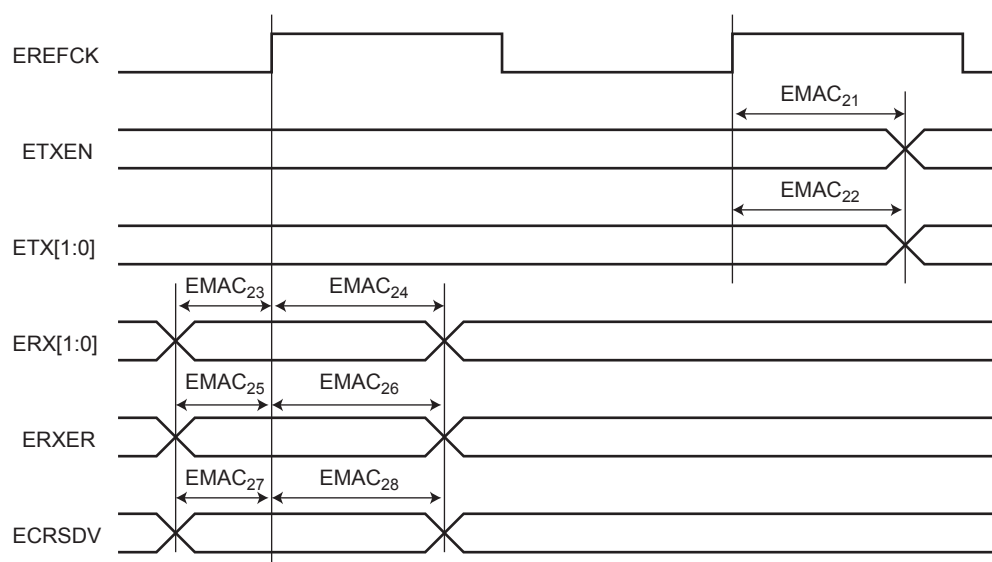 EREFCK
EMAC21
ETXEN
EMAC22
ETX[1:0]
EMAC23
EMAC24
ERX[1:0]
EMAC25
EMAC26
ERXER
EMAC27
EMAC28
ECRSDV